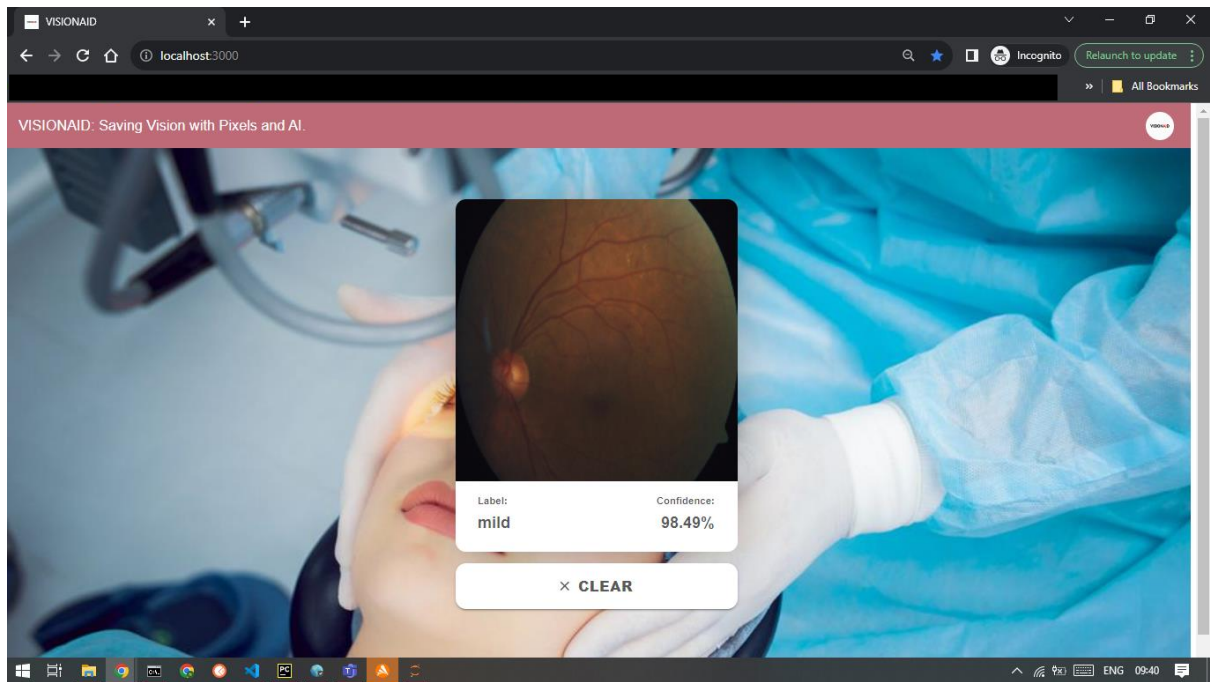 VISIONAID
localhost:3000
Incognito
Relaunch to update
» All Bookmarks
VISIONAID: Saving Vision with Pixels and AI.
VISIONAID
Label: Confidence:
mild 98.49%
× CLEAR
ENG 09:40